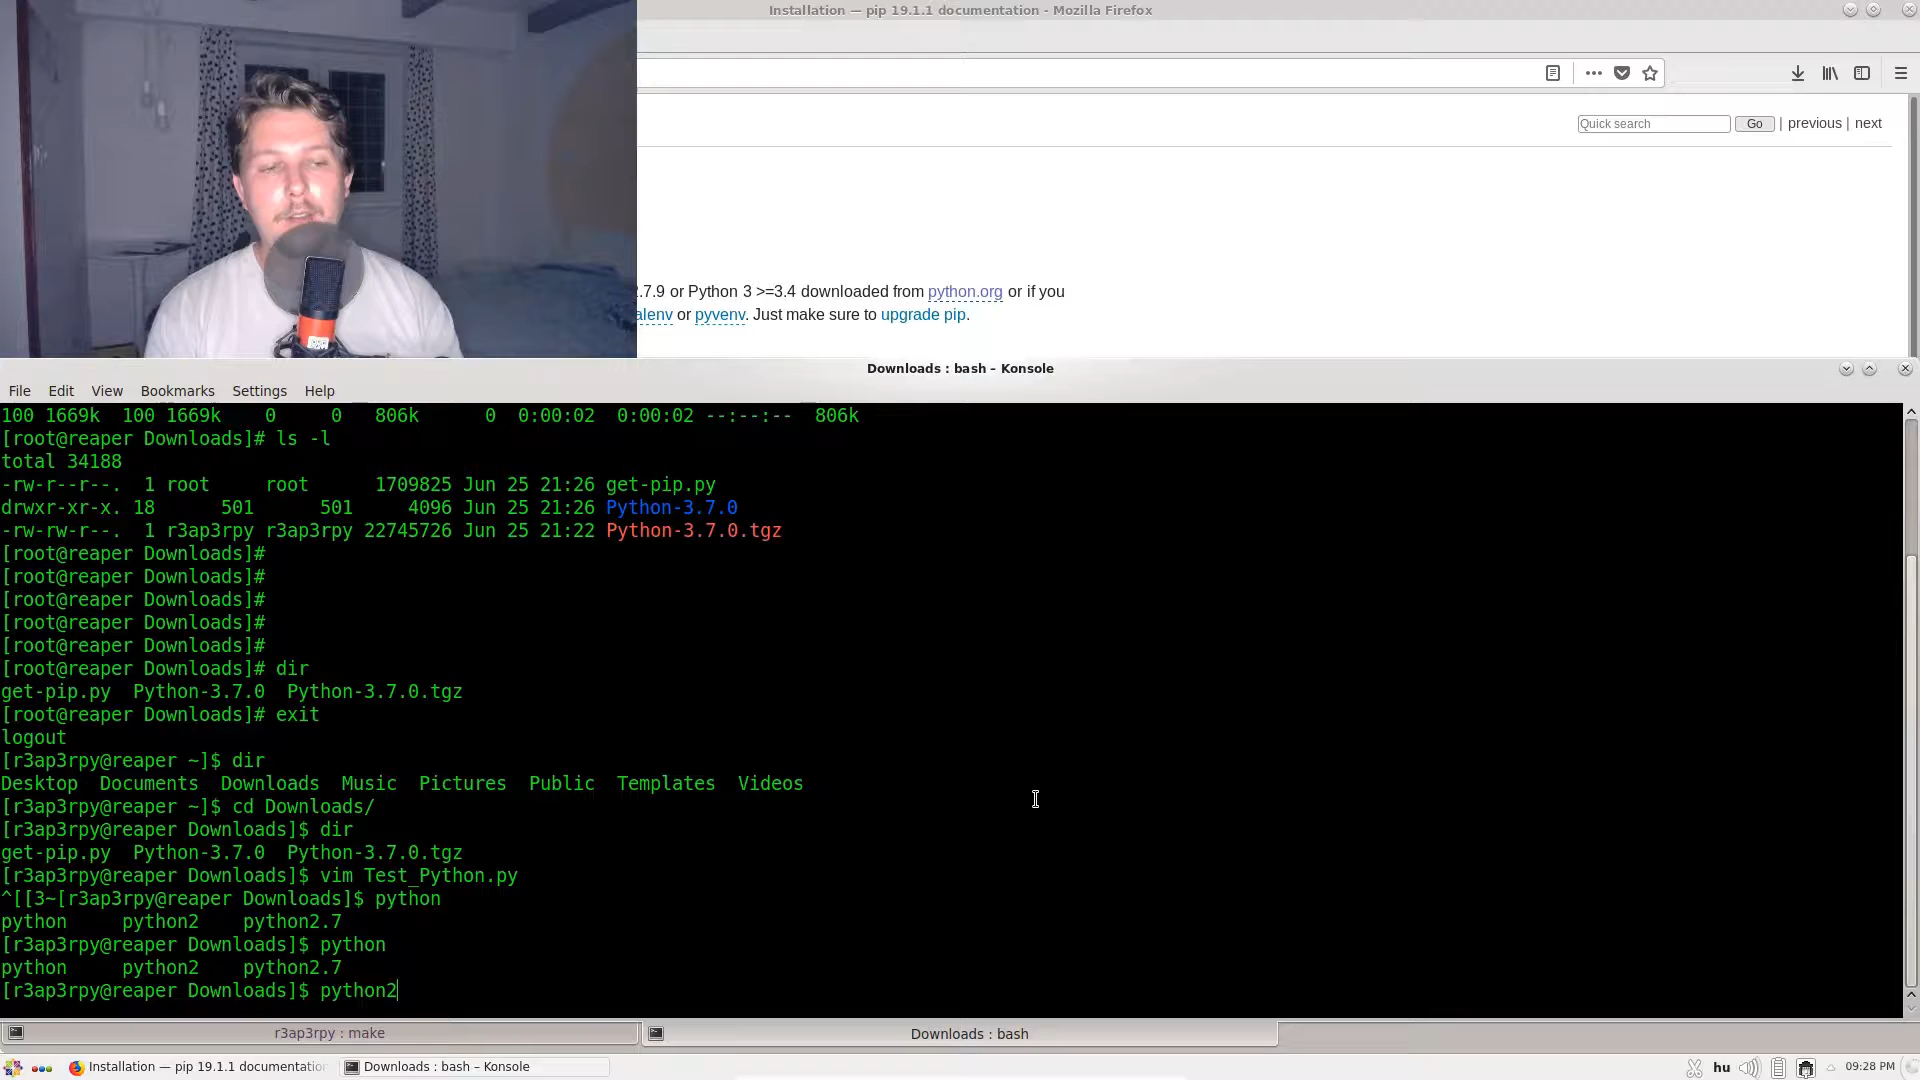 Installation — pip 19.1.1 documentation - Mozilla Firefox
Quick search Go | previous | next
.7.9 or Python 3 >=3.4 downloaded from python.org or if you
alenv or pyvenv. Just make sure to upgrade pip.
Downloads : bash – Konsole
File Edit View Bookmarks Settings Help
100 1669k  100 1669k    0     0   806k      0  0:00:02  0:00:02 --:--:--  806k
[root@reaper Downloads]# ls -l
total 34188
-rw-r--r--.  1 root     root      1709825 Jun 25 21:26 get-pip.py
drwxr-xr-x. 18      501      501     4096 Jun 25 21:26 Python-3.7.0
-rw-rw-r--.  1 r3ap3rpy r3ap3rpy 22745726 Jun 25 21:22 Python-3.7.0.tgz
[root@reaper Downloads]#
[root@reaper Downloads]#
[root@reaper Downloads]#
[root@reaper Downloads]#
[root@reaper Downloads]#
[root@reaper Downloads]# dir
get-pip.py  Python-3.7.0  Python-3.7.0.tgz
[root@reaper Downloads]# exit
logout
[r3ap3rpy@reaper ~]$ dir
Desktop  Documents  Downloads  Music  Pictures  Public  Templates  Videos
[r3ap3rpy@reaper ~]$ cd Downloads/
[r3ap3rpy@reaper Downloads]$ dir
get-pip.py  Python-3.7.0  Python-3.7.0.tgz
[r3ap3rpy@reaper Downloads]$ vim Test_Python.py
^[[3~[r3ap3rpy@reaper Downloads]$ python
python     python2    python2.7
[r3ap3rpy@reaper Downloads]$ python
python     python2    python2.7
[r3ap3rpy@reaper Downloads]$ python2
r3ap3rpy : make
Downloads : bash
Installation — pip 19.1.1 documentatio
Downloads : bash – Konsole
hu
09:28 PM